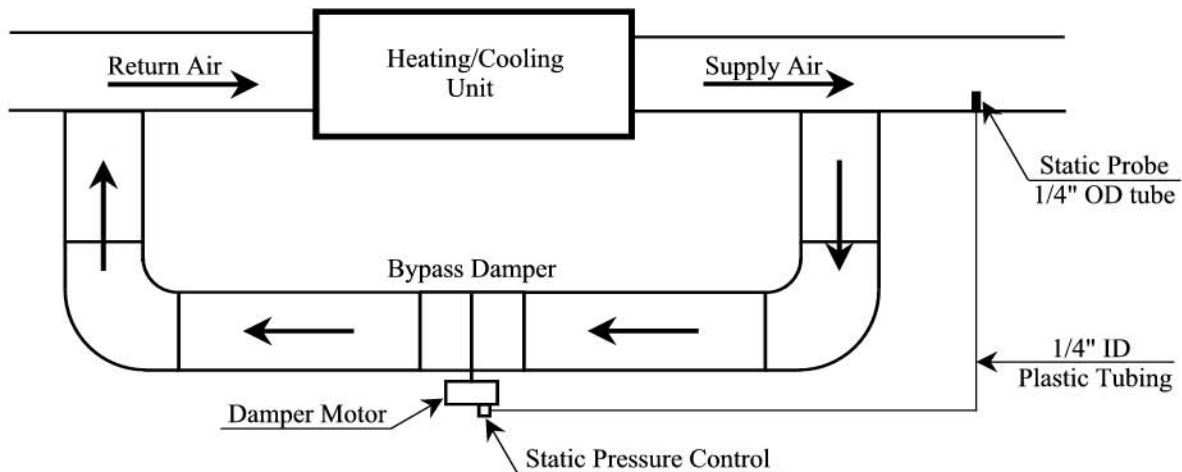 Return Air
Heating/Cooling
Unit
Supply Air
Static Probe
1/4" OD tube
Bypass Damper
1/4" ID
Plastic Tubing
Damper Motor
Static Pressure Control